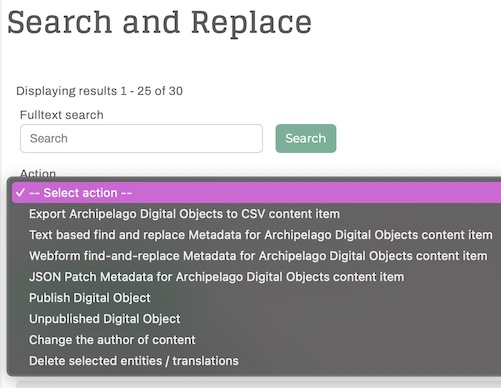 Search and Replace
Displaying results 1 - 25 of 30
Fulltext search
Search
Search
Action
✓ -- Select action --
Export Archipelago Digital Objects to CSV content item
Text based find and replace Metadata for Archipelago Digital Objects content item
Webform find-and-replace Metadata for Archipelago Digital Objects content item
JSON Patch Metadata for Archipelago Digital Objects content item
Publish Digital Object
Unpublished Digital Object
Change the author of content
Delete selected entities / translations